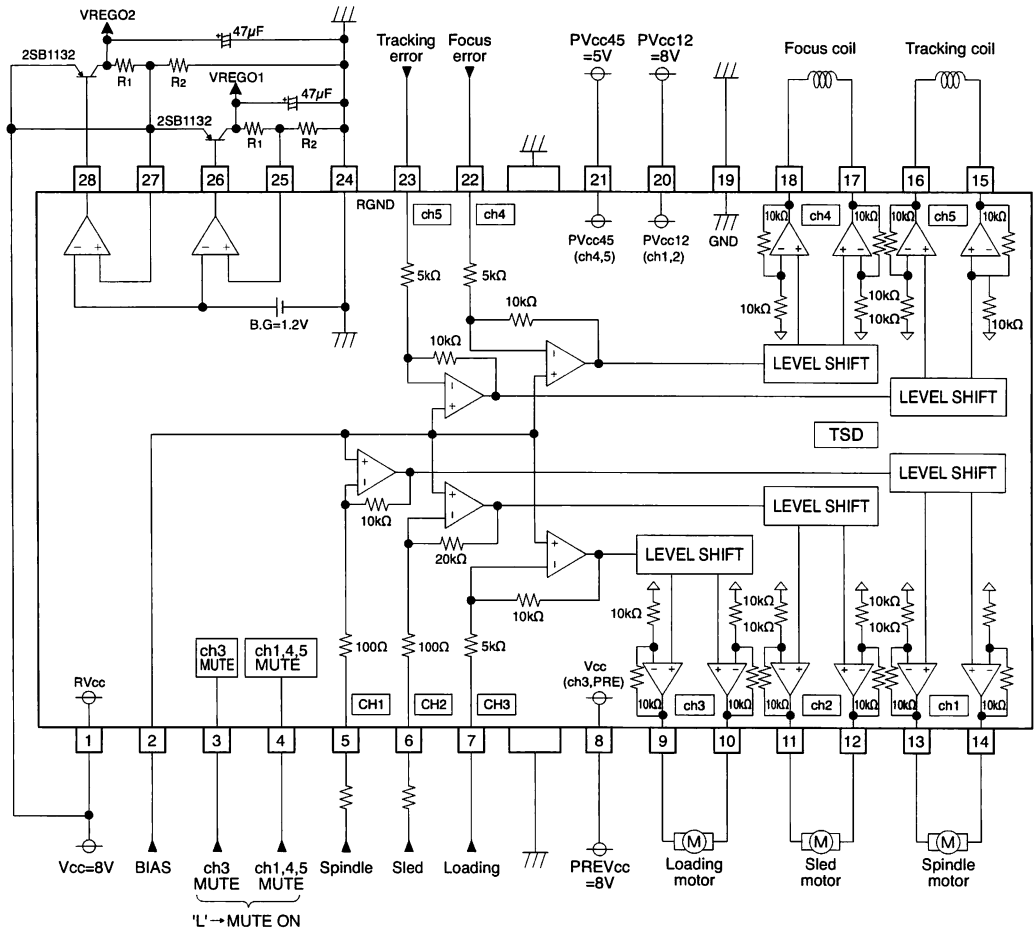 VREGO2
47µF
2SB1132
R1
R2
VREGO1
47µF
2SB1132
R1
R2
Tracking
error
Focus
error
PVcc45
=5V
PVcc12
=8V
Focus coil
Tracking coil
28
27
26
25
24
23
22
21
20
19
18
17
16
15
RGND
ch5
ch4
PVcc45
(ch4,5)
PVcc12
(ch1,2)
GND
10kΩ
ch4
10kΩ
10kΩ
ch5
10kΩ
- +
- +
B.G=1.2V
5kΩ
5kΩ
10kΩ
10kΩ
10kΩ
10kΩ
10kΩ
10kΩ
LEVEL SHIFT
LEVEL SHIFT
TSD
LEVEL SHIFT
LEVEL SHIFT
LEVEL SHIFT
10kΩ
20kΩ
10kΩ
10kΩ
10kΩ
10kΩ
10kΩ
10kΩ
10kΩ
ch3
MUTE
ch1,4,5
MUTE
100Ω
100Ω
5kΩ
RVcc
CH1
CH2
CH3
Vcc
(ch3,PRE)
10kΩ
ch3
10kΩ
10kΩ
ch2
10kΩ
10kΩ
ch1
10kΩ
1
2
3
4
5
6
7
8
9
10
11
12
13
14
Vcc=8V
BIAS
ch3
MUTE
ch1,4,5
MUTE
'L'→MUTE ON
Spindle
Sled
Loading
PREVcc
=8V
M
Loading
motor
M
Sled
motor
M
Spindle
motor